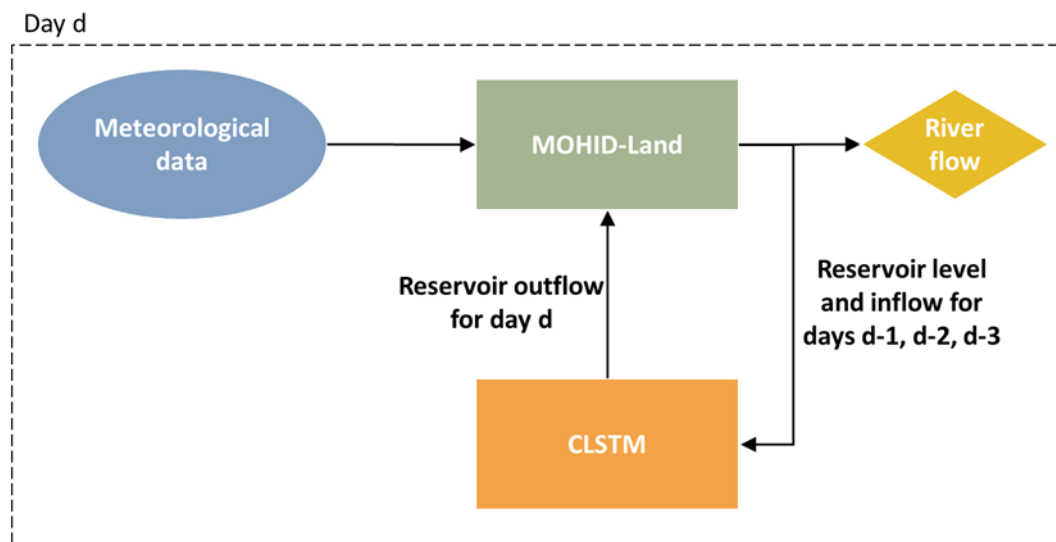 Day d
Meteorological
data
MOHID-Land
River
flow
Reservoir outflow
for day d
Reservoir level
and inflow for
days d-1, d-2, d-3
CLSTM